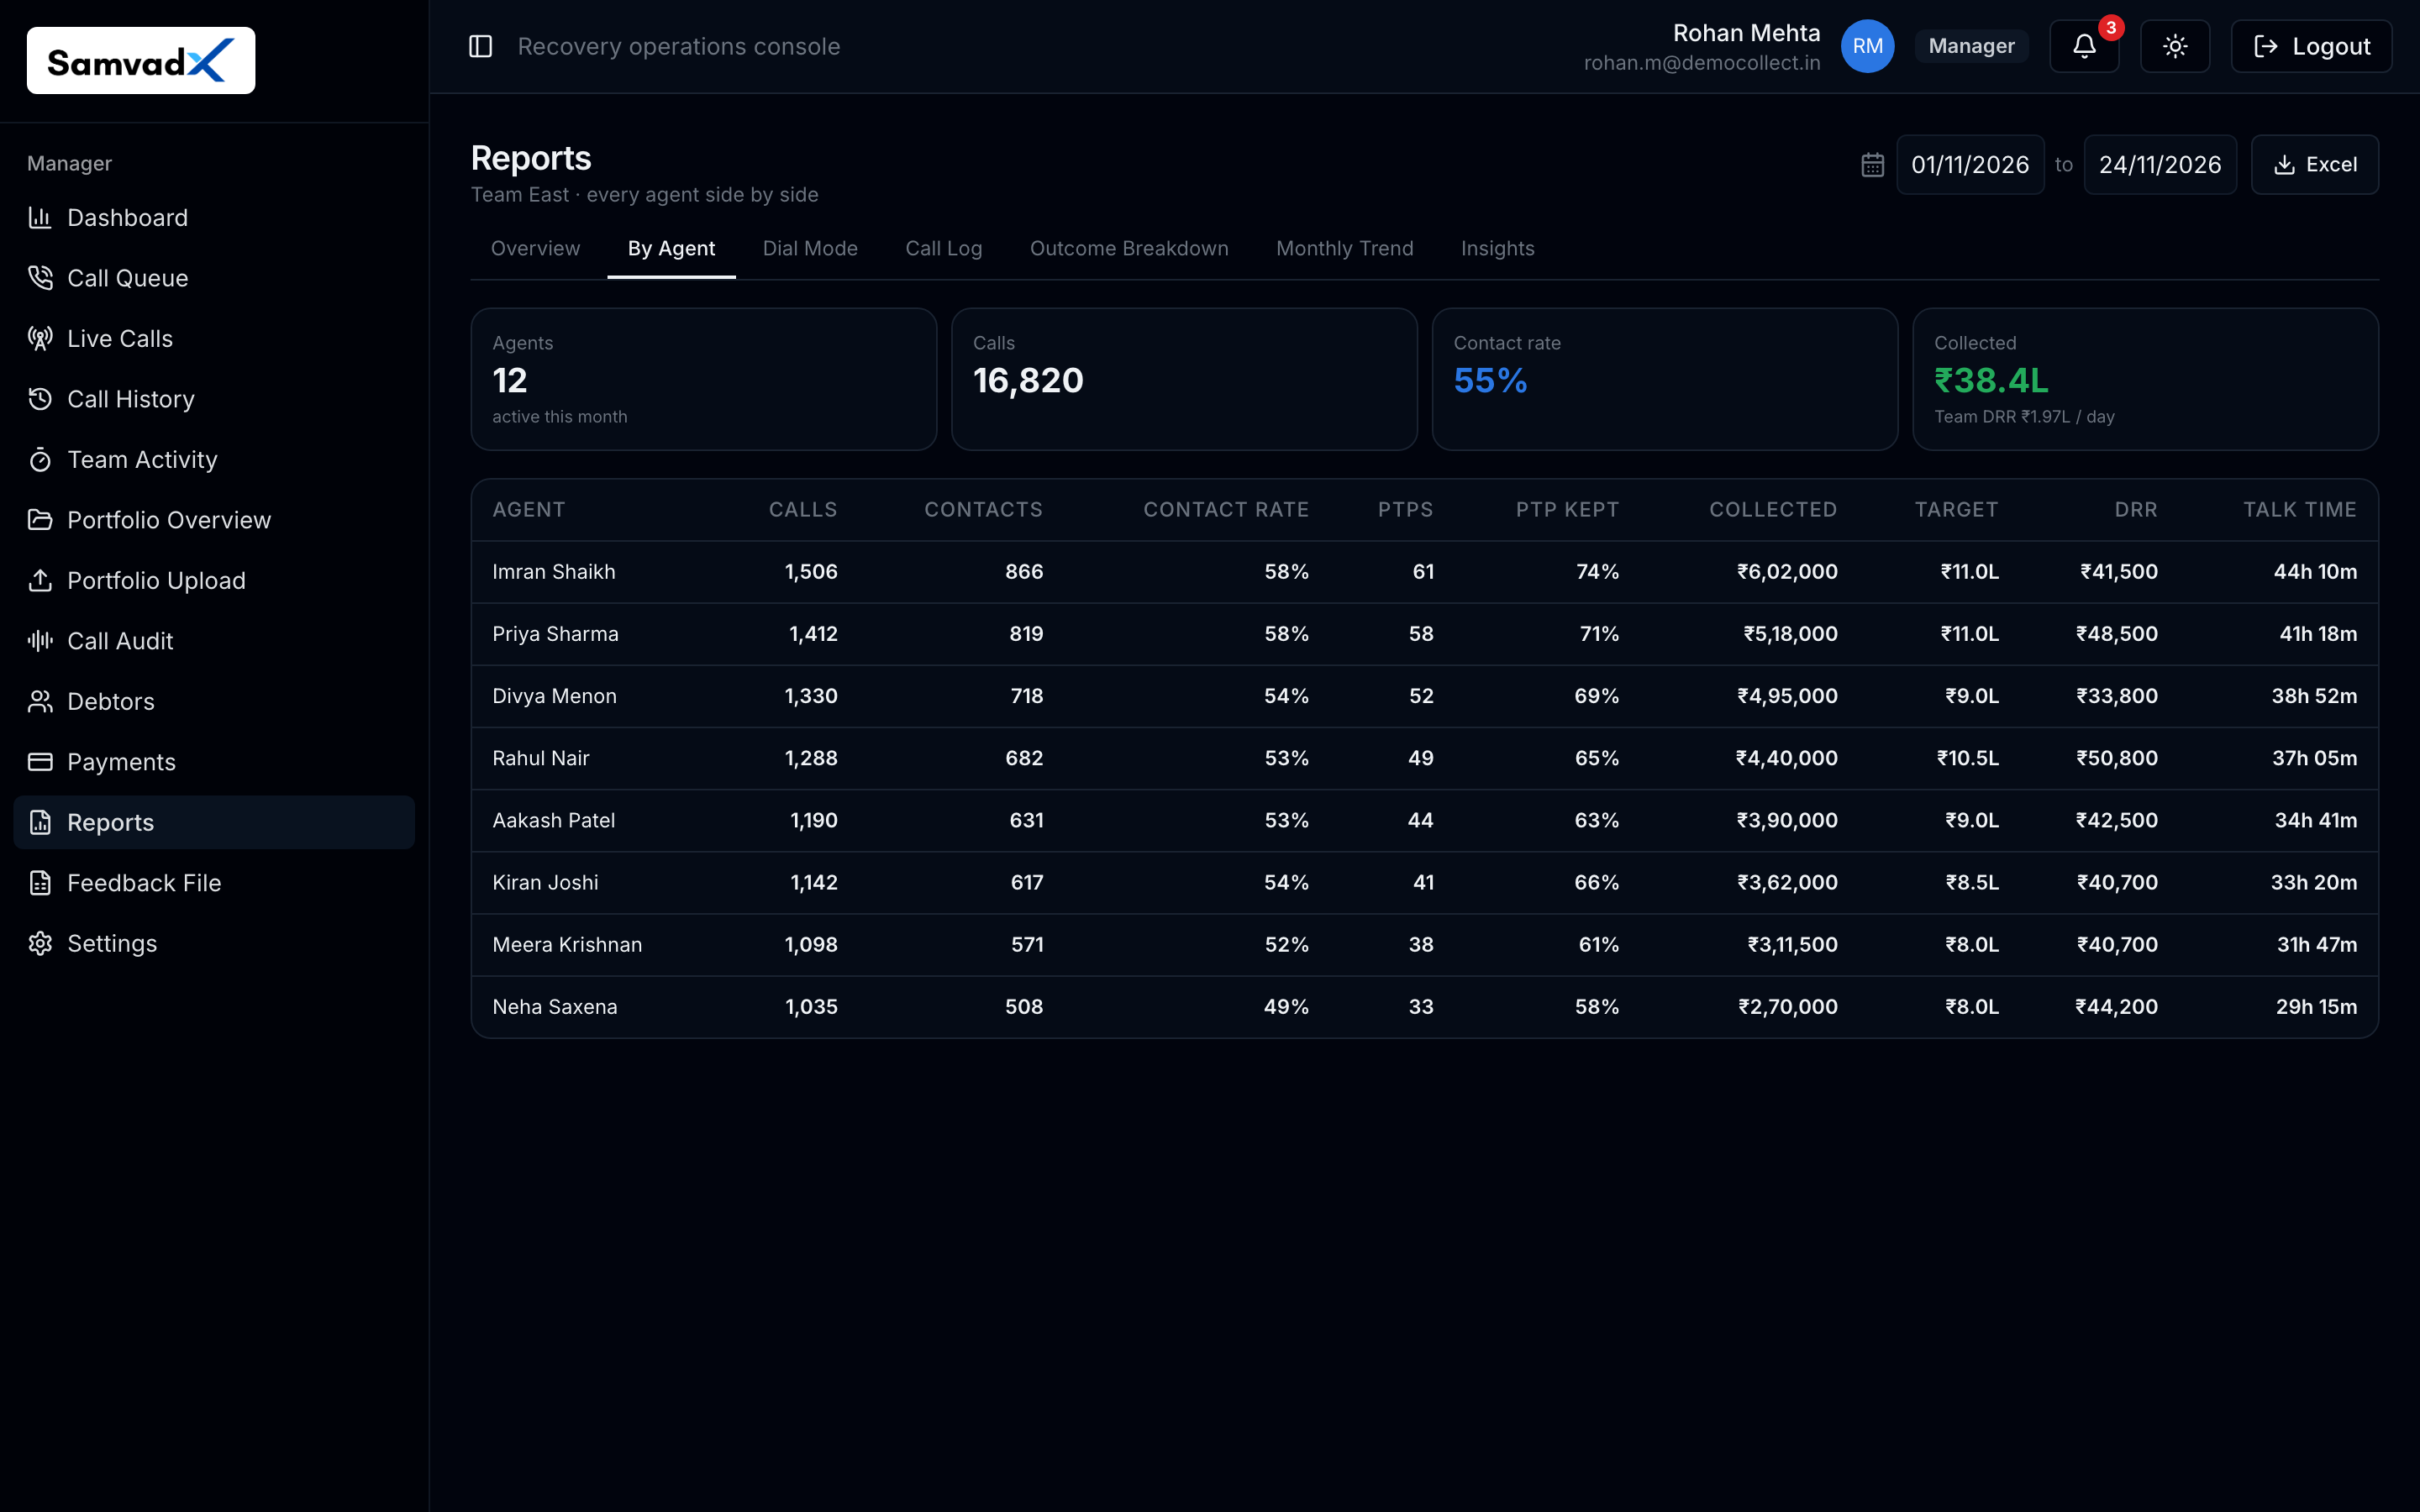 SamvadX
Recovery operations console
Rohan Mehta
rohan.m@democollect.in
RM
Manager
3
Logout
Manager
Dashboard
Call Queue
Live Calls
Call History
Team Activity
Portfolio Overview
Portfolio Upload
Call Audit
Debtors
Payments
Reports
Feedback File
Settings
Reports
Team East · every agent side by side
01/11/2026 to 24/11/2026 Excel
Overview By Agent Dial Mode Call Log Outcome Breakdown Monthly Trend Insights
Agents
12
active this month
Calls
16,820
Contact rate
55%
Collected
₹38.4L
Team DRR ₹1.97L / day
AGENT CALLS CONTACTS CONTACT RATE PTPS PTP KEPT COLLECTED TARGET DRR TALK TIME
Imran Shaikh 1,506 866 58% 61 74% ₹6,02,000 ₹11.0L ₹41,500 44h 10m
Priya Sharma 1,412 819 58% 58 71% ₹5,18,000 ₹11.0L ₹48,500 41h 18m
Divya Menon 1,330 718 54% 52 69% ₹4,95,000 ₹9.0L ₹33,800 38h 52m
Rahul Nair 1,288 682 53% 49 65% ₹4,40,000 ₹10.5L ₹50,800 37h 05m
Aakash Patel 1,190 631 53% 44 63% ₹3,90,000 ₹9.0L ₹42,500 34h 41m
Kiran Joshi 1,142 617 54% 41 66% ₹3,62,000 ₹8.5L ₹40,700 33h 20m
Meera Krishnan 1,098 571 52% 38 61% ₹3,11,500 ₹8.0L ₹40,700 31h 47m
Neha Saxena 1,035 508 49% 33 58% ₹2,70,000 ₹8.0L ₹44,200 29h 15m